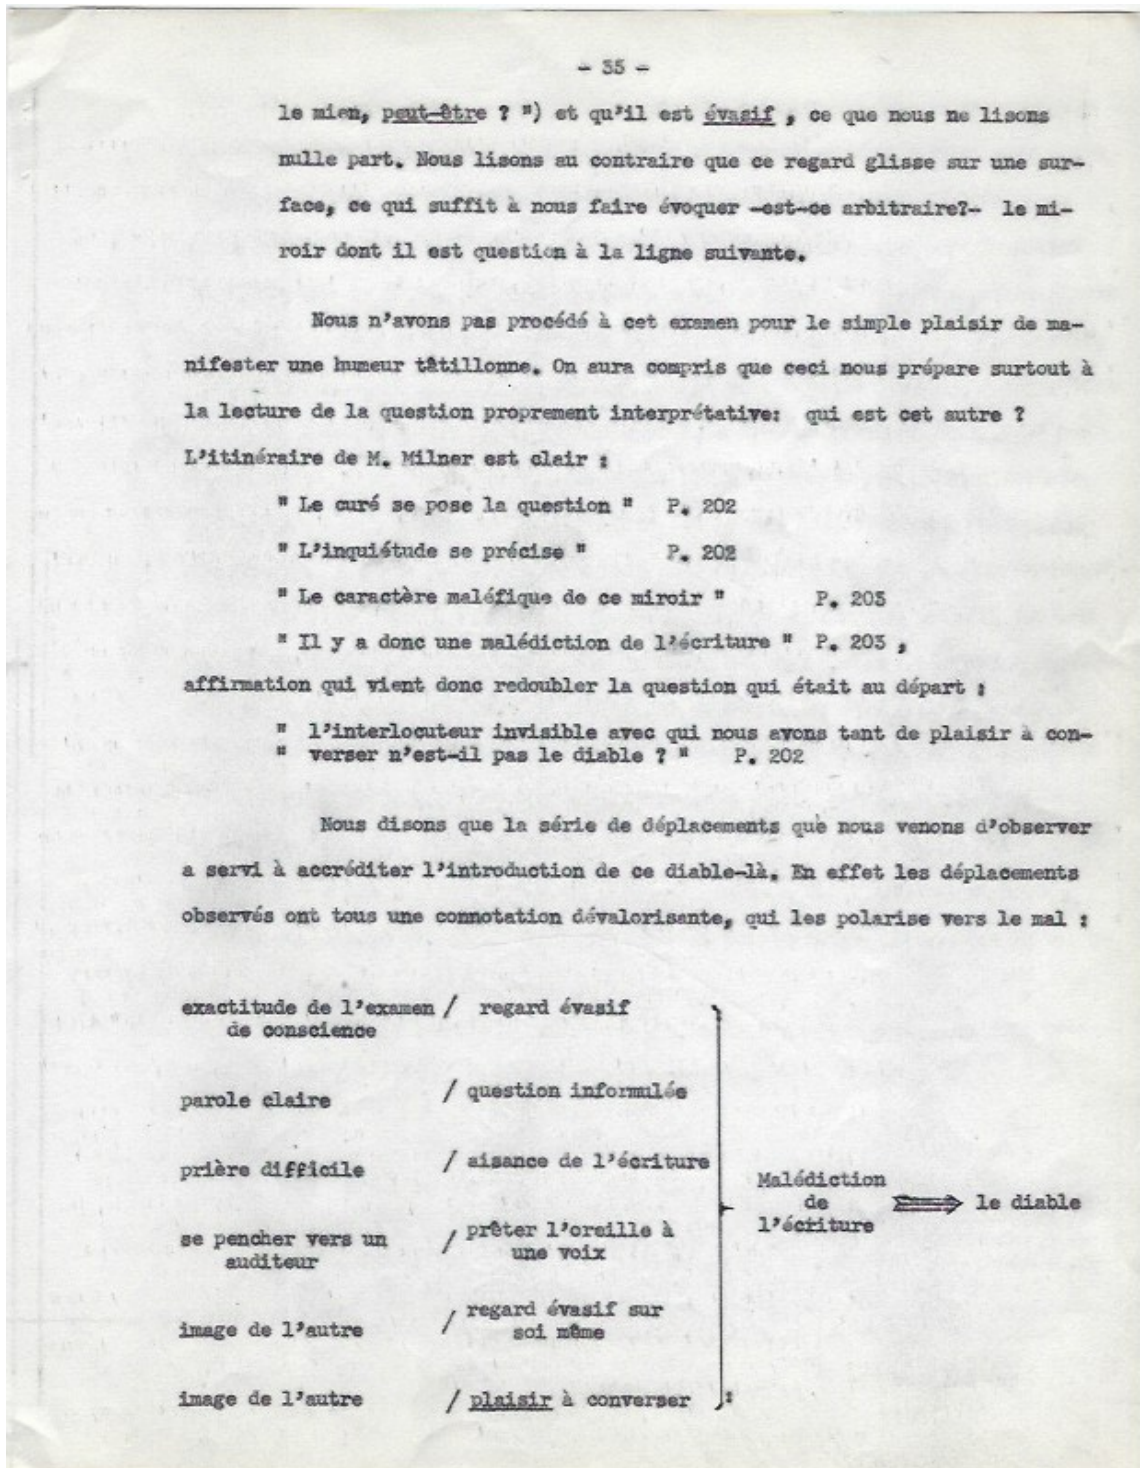 - 35 -
le mien, peut-être ? ") et qu'il est évasif , ce que nous ne lisons
nulle part. Nous lisons au contraire que ce regard glisse sur une sur-
face, ce qui suffit à nous faire évoquer -est-ce arbitraire?- le mi-
roir dont il est question à la ligne suivante.
Nous n'avons pas procédé à cet examen pour le simple plaisir de ma-
nifester une humeur tâtillonne. On aura compris que ceci nous prépare surtout à
la lecture de la question proprement interprétative: qui est cet autre ?
L'itinéraire de M. Milner est clair :
" Le curé se pose la question " P. 202
" L'inquiétude se précise " P. 202
" Le caractère maléfique de ce miroir " P. 203
" Il y a donc une malédiction de l'écriture " P. 203 ,
affirmation qui vient donc redoubler la question qui était au départ :
" l'interlocuteur invisible avec qui nous avons tant de plaisir à con-
" verser n'est-il pas le diable ? " P. 202
Nous disons que la série de déplacements que nous venons d'observer
a servi à accréditer l'introduction de ce diable-là. En effet les déplacements
observés ont tous une connotation dévalorisante, qui les polarise vers le mal :
exactitude de l'examen / regard évasif
de conscience
parole claire / question informulée
prière difficile / aisance de l'écriture
Malédiction
de
l'écriture
le diable
se pencher vers un / prêter l'oreille à
auditeur une voix
image de l'autre / regard évasif sur
soi même
image de l'autre / plaisir à converser :